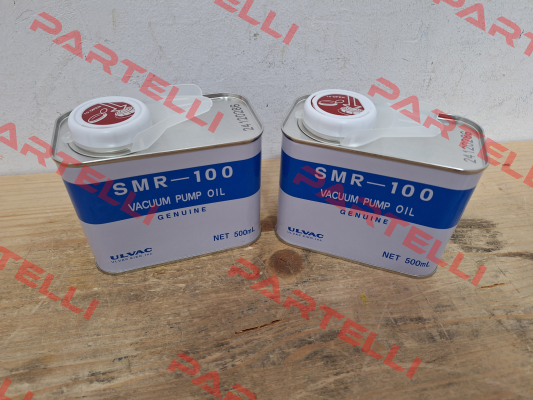 SMR-100
VACUUM PUMP OIL
GENUINE
ULVAC
NET 500mL
SMR-100
VACUUM PUMP OIL
GENUINE
ULVAC
NET 500mL
PARTELLI
PARTELLI
PARTELLI
PARTELLI
PARTELLI
PARTELLI